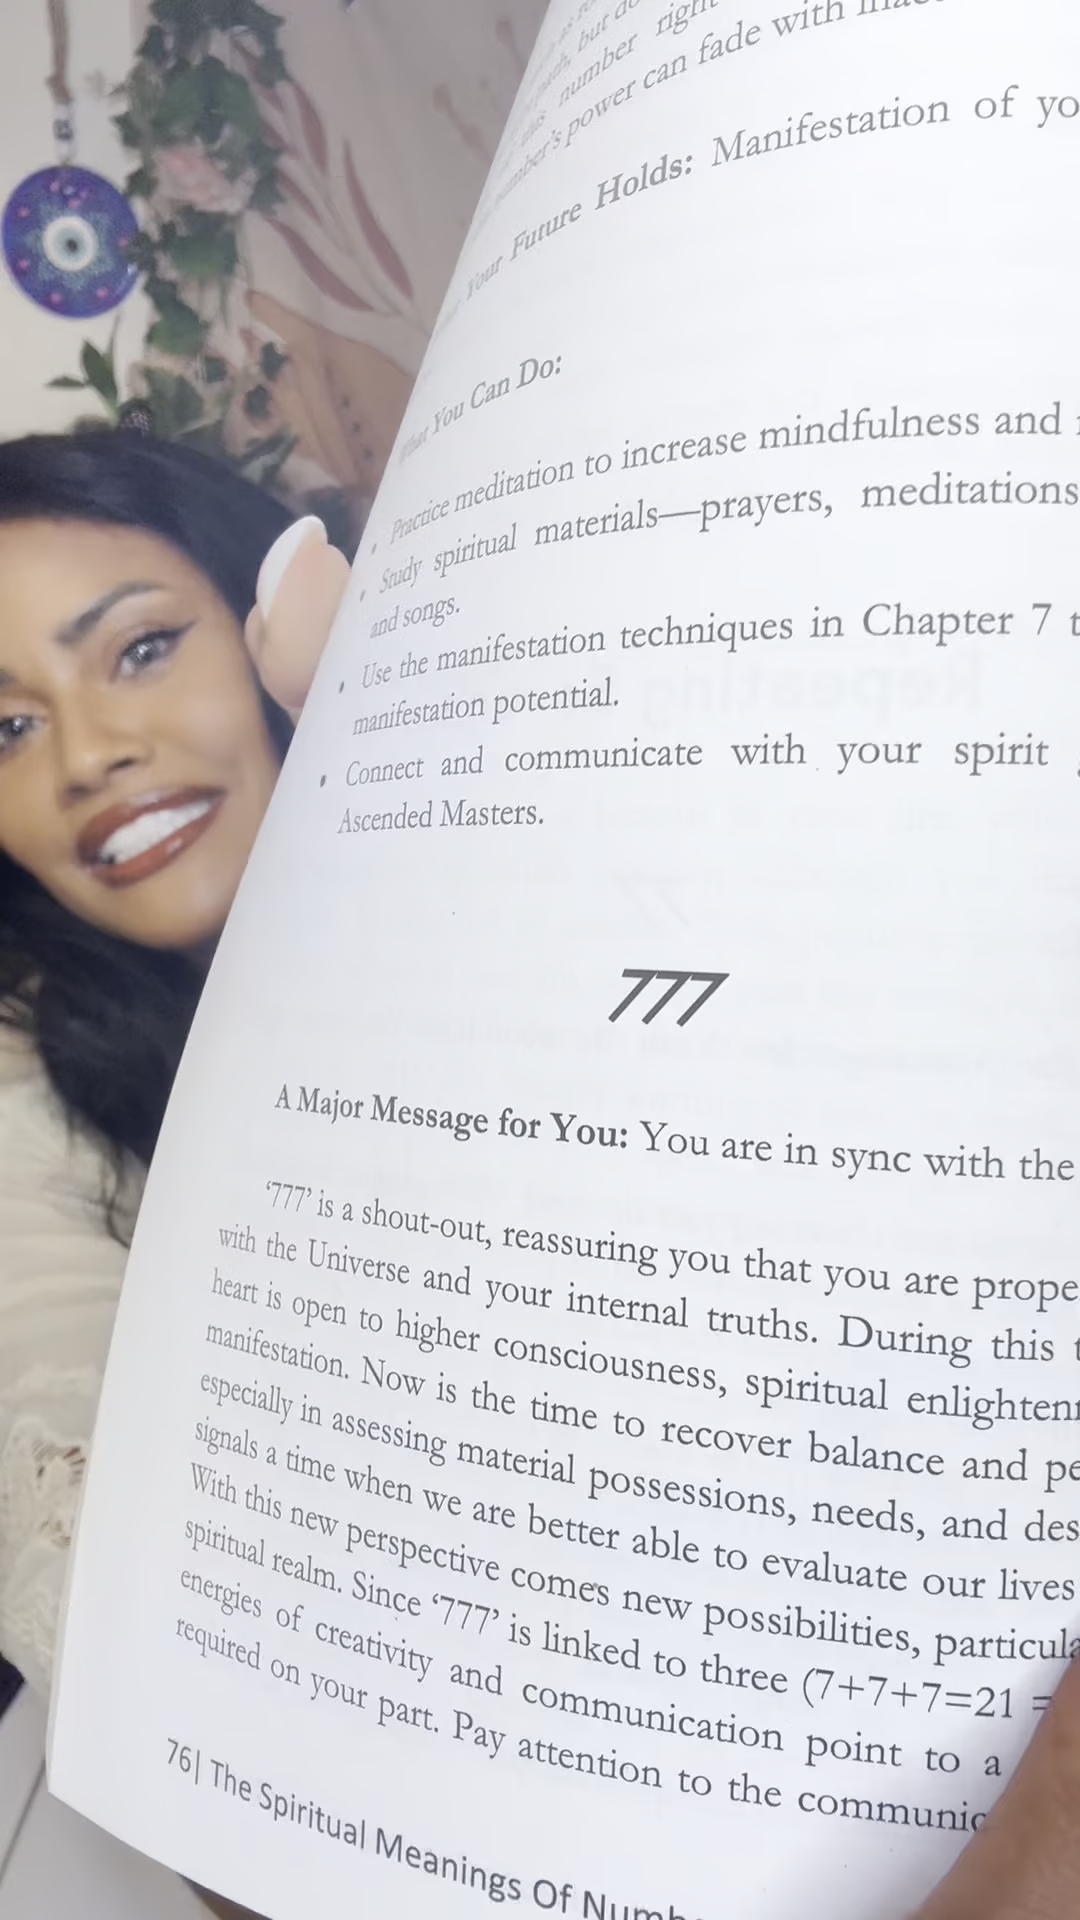 but do
number right
number's power can fade with
Your Future Holds: Manifestation of yo
What You Can Do:
• Practice meditation to increase mindfulness and
• Study spiritual materials—prayers, meditations
and songs.
• Use the manifestation techniques in Chapter 7 t
manifestation potential.
• Connect and communicate with your spirit
Ascended Masters.
777
A Major Message for You: You are in sync with the
‘777’ is a shout-out, reassuring you that you are prope
with the Universe and your internal truths. During this t
heart is open to higher consciousness, spiritual enlighten
manifestation. Now is the time to recover balance and pe
especially in assessing material possessions, needs, and des
signals a time when we are better able to evaluate our lives
With this new perspective comes new possibilities, particula
spiritual realm. Since ‘777’ is linked to three (7+7+7=21 =
energies of creativity and communication point to a
required on your part. Pay attention to the communic
76| The Spiritual Meanings Of Numb